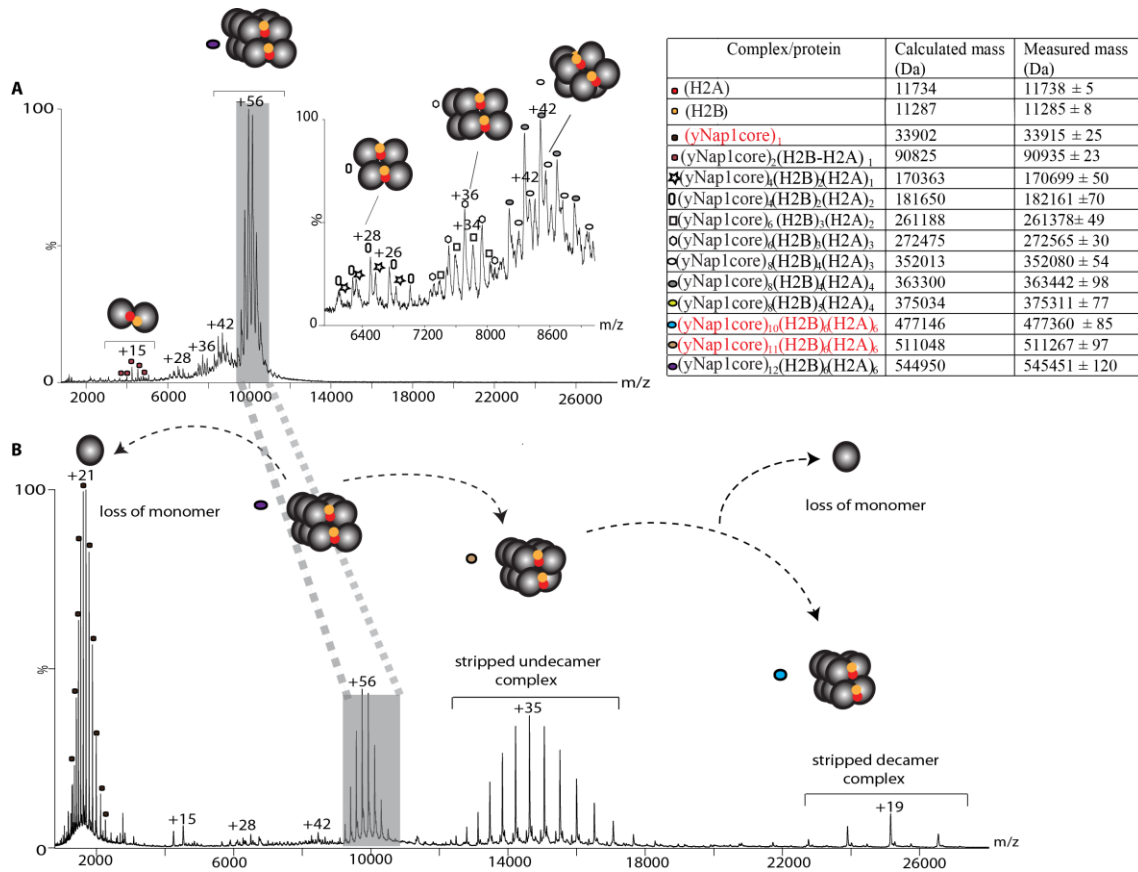 A
100
%
0
+56
+15
+28
+36
+42
2000 6000 10000 14000 18000 22000 26000
m/z
100
%
0
+28
+26
+36
+34
+42
+42
6400 7200 7800 8600
m/z
Complex/protein Calculated mass (Da) Measured mass (Da)
(H2A) 11734 11738 ± 5
(H2B) 11287 11285 ± 8
(yNap1core)1 33902 33915 ± 25
(yNap1core)2(H2B-H2A)1 90825 90935 ± 23
(yNap1core)4(H2B)2(H2A)1 170363 170699 ± 50
(yNap1core)4(H2B)2(H2A)2 181650 182161 ±70
(yNap1core)6 (H2B)3(H2A)2 261188 261378± 49
(yNap1core)6(H2B)3(H2A)3 272475 272565 ± 30
(yNap1core)8(H2B)4(H2A)3 352013 352080 ± 54
(yNap1core)8(H2B)4(H2A)4 363300 363442 ± 98
(yNap1core)8(H2B)5(H2A)4 375034 375311 ± 77
(yNap1core)10(H2B)6(H2A)6 477146 477360 ± 85
(yNap1core)11(H2B)6(H2A)6 511048 511267 ± 97
(yNap1core)12(H2B)6(H2A)6 544950 545451 ± 120
B
100
%
0
+21
loss of monomer
loss of monomer
+56
stripped undecamer
complex
+35
stripped decamer
complex
+19
+15
+28
+42
2000 6000 10000 14000 18000 22000 26000
m/z